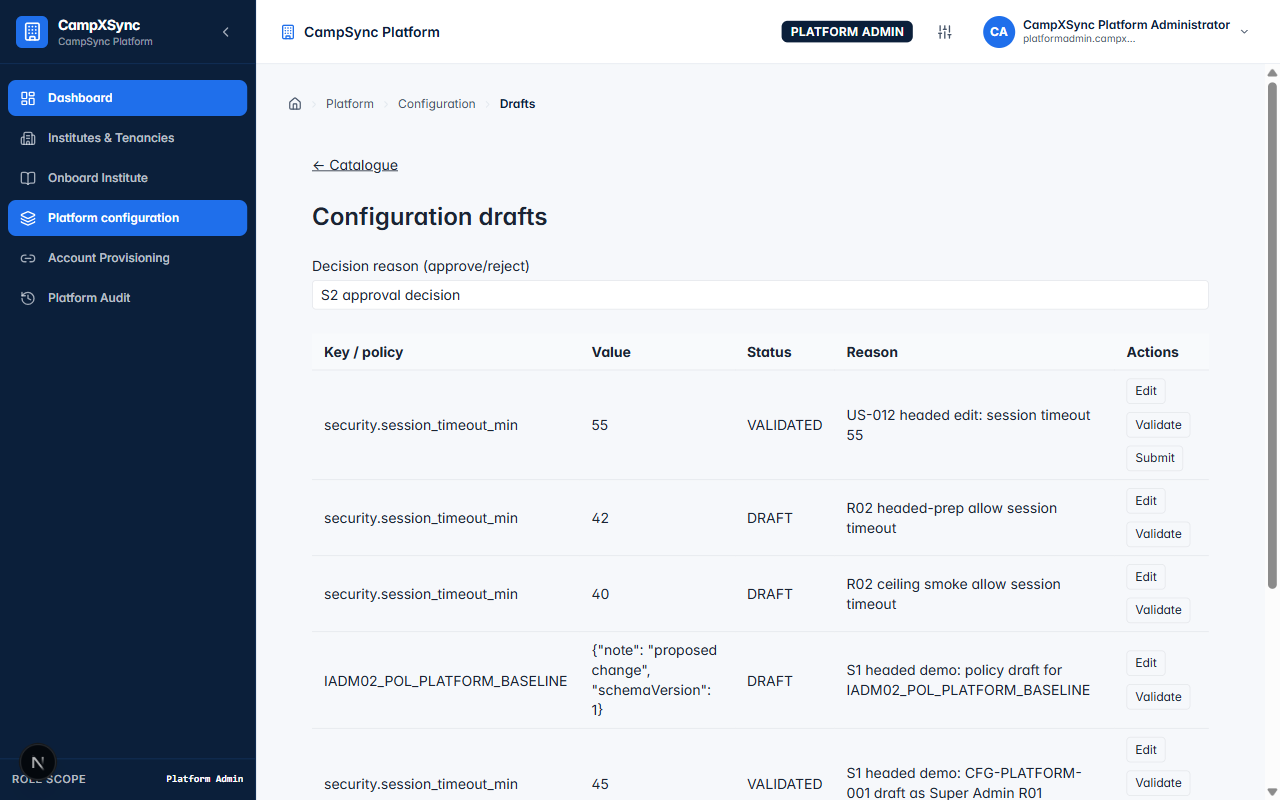 CampXSync
CampSync Platform
CampSync Platform
PLATFORM ADMIN
CA
CampXSync Platform Administrator
platformadmin.campx...
Dashboard
Institutes & Tenancies
Onboard Institute
Platform configuration
Account Provisioning
Platform Audit
N
ROLE SCOPE
Platform Admin
Platform
Configuration
Drafts
← Catalogue
Configuration drafts
Decision reason (approve/reject)
S2 approval decision
Key / policy Value Status Reason Actions
security.session_timeout_min 55 VALIDATED
US-012 headed edit: session timeout
55
Edit
Validate
Submit
security.session_timeout_min 42 DRAFT
R02 headed-prep allow session
timeout
Edit
Validate
security.session_timeout_min 40 DRAFT
R02 ceiling smoke allow session
timeout
Edit
Validate
IADM02_POL_PLATFORM_BASELINE
{"note": "proposed
change",
"schemaVersion":
1}
DRAFT
S1 headed demo: policy draft for
IADM02_POL_PLATFORM_BASELINE
Edit
Validate
security.session_timeout_min 45 VALIDATED
S1 headed demo: CFG-PLATFORM-
001 draft as Super Admin R01
Edit
Validate